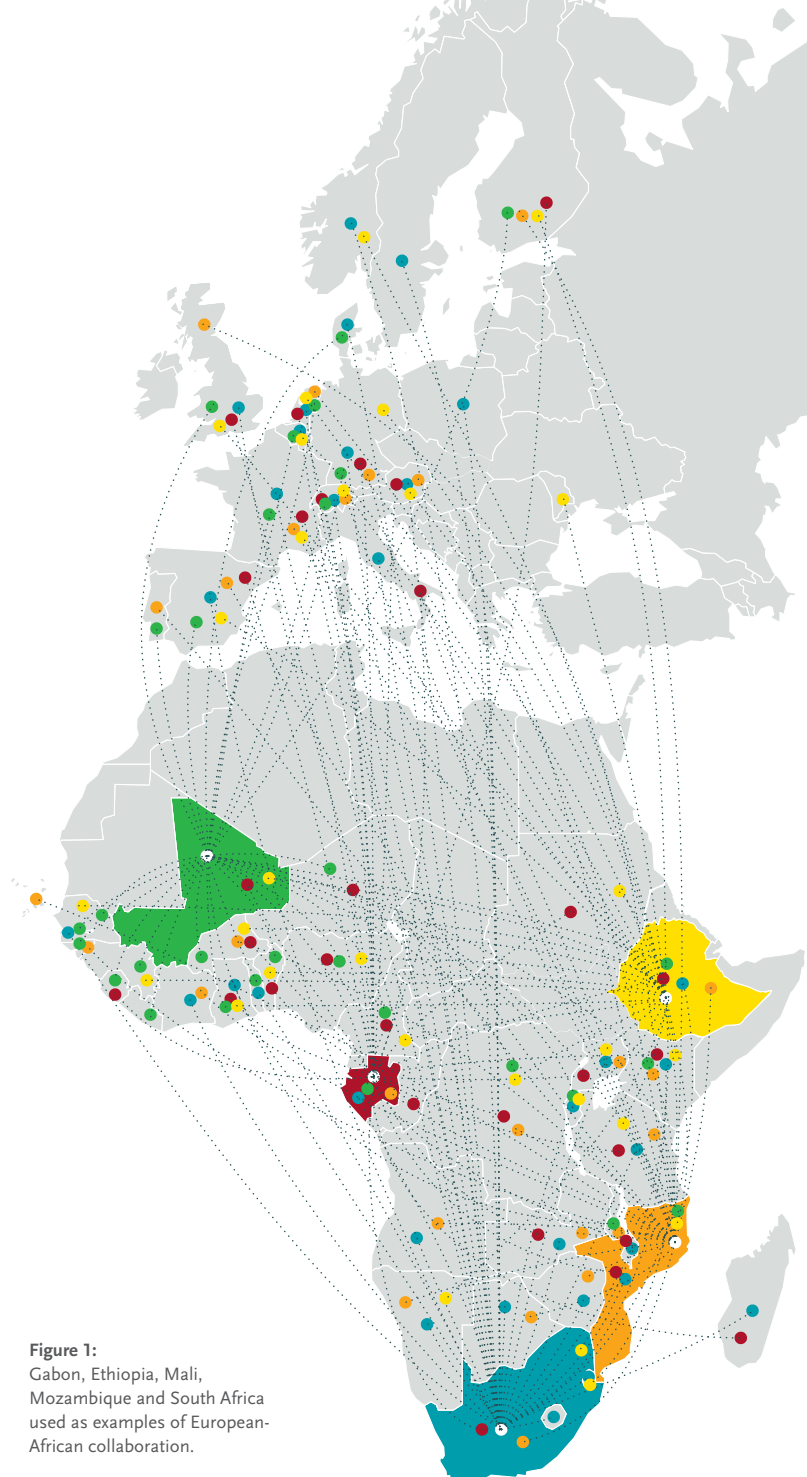 Figure 1:
Gabon, Ethiopia, Mali,
Mozambique and South Africa
used as examples of European-
African collaboration.